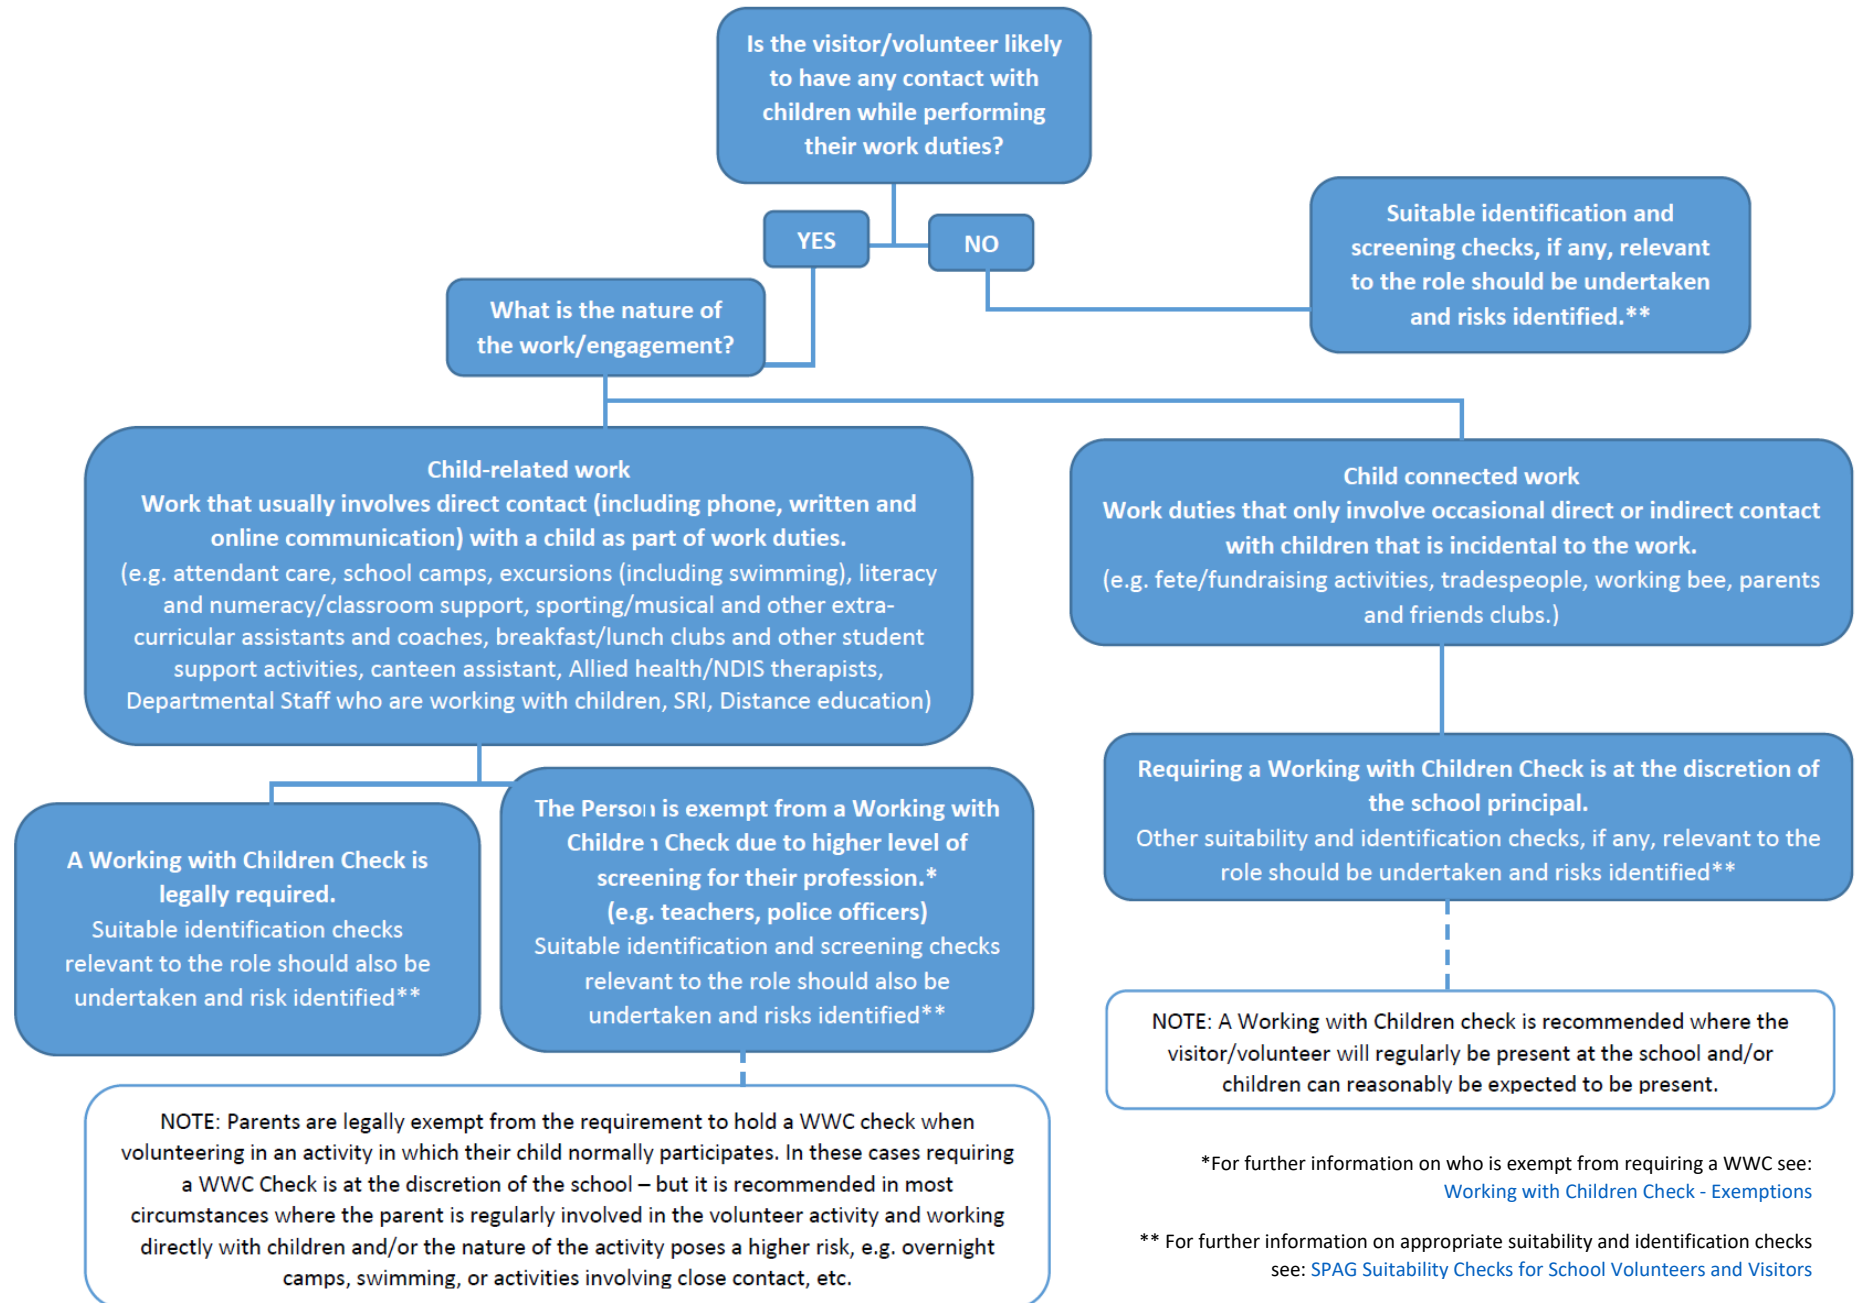 Is the visitor/volunteer likely
to have any contact with
children while performing
their work duties?
YES
NO
Suitable identification and
screening checks, if any, relevant
to the role should be undertaken
and risks identified.**
What is the nature of
the work/engagement?
Child-related work
Work that usually involves direct contact (including phone, written and
online communication) with a child as part of work duties.
(e.g. attendant care, school camps, excursions (including swimming), literacy
and numeracy/classroom support, sporting/musical and other extra-
curricular assistants and coaches, breakfast/lunch clubs and other student
support activities, canteen assistant, Allied health/NDIS therapists,
Departmental Staff who are working with children, SRI, Distance education)
Child connected work
Work duties that only involve occasional direct or indirect contact
with children that is incidental to the work.
(e.g. fete/fundraising activities, tradespeople, working bee, parents
and friends clubs.)
A Working with Children Check is
legally required.
Suitable identification checks
relevant to the role should also be
undertaken and risk identified**
The Person is exempt from a Working with
Children Check due to higher level of
screening for their profession.*
(e.g. teachers, police officers)
Suitable identification and screening checks
relevant to the role should also be
undertaken and risks identified**
Requiring a Working with Children Check is at the discretion of
the school principal.
Other suitability and identification checks, if any, relevant to the
role should be undertaken and risks identified**
NOTE: A Working with Children check is recommended where the
visitor/volunteer will regularly be present at the school and/or
children can reasonably be expected to be present.
NOTE: Parents are legally exempt from the requirement to hold a WWC check when
volunteering in an activity in which their child normally participates. In these cases requiring
a WWC Check is at the discretion of the school – but it is recommended in most
circumstances where the parent is regularly involved in the volunteer activity and working
directly with children and/or the nature of the activity poses a higher risk, e.g. overnight
camps, swimming, or activities involving close contact, etc.
*For further information on who is exempt from requiring a WWC see:
Working with Children Check - Exemptions
** For further information on appropriate suitability and identification checks
see: SPAG Suitability Checks for School Volunteers and Visitors